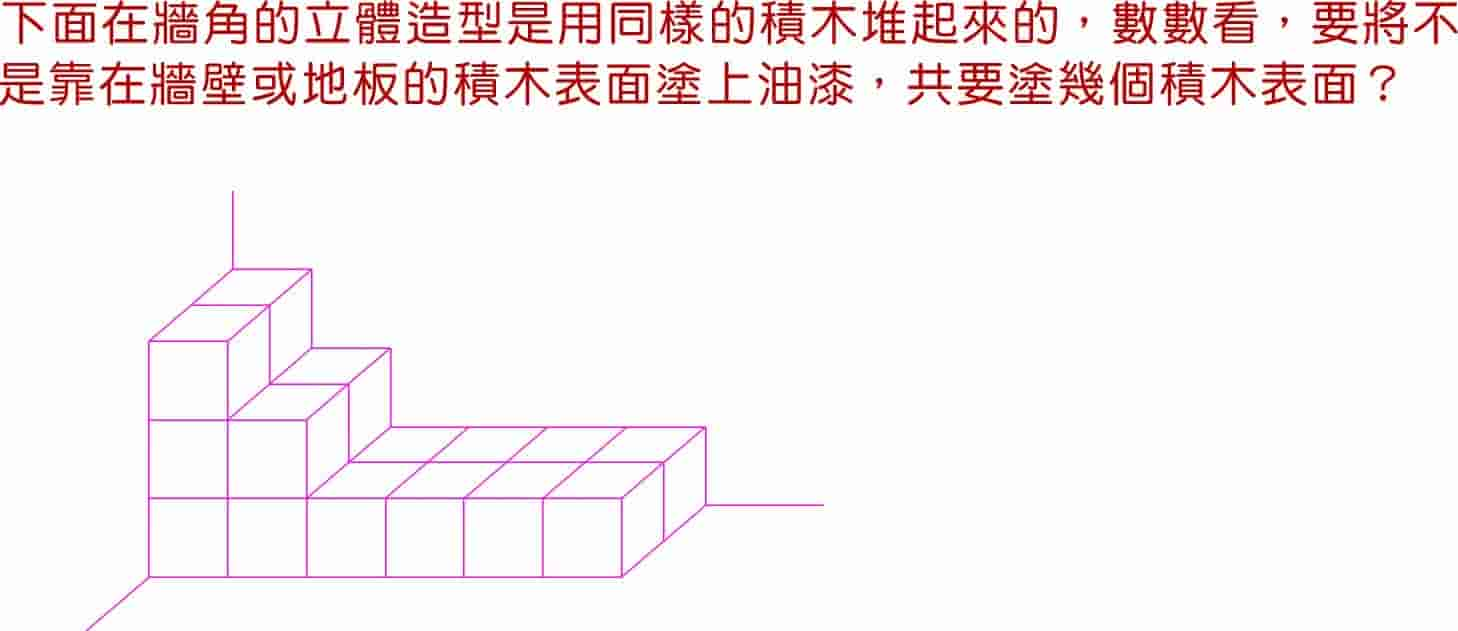 下面在牆角的立體造型是用同樣的積木堆起來的，數數看，要將不
是靠在牆壁或地板的積木表面塗上油漆，共要塗幾個積木表面？